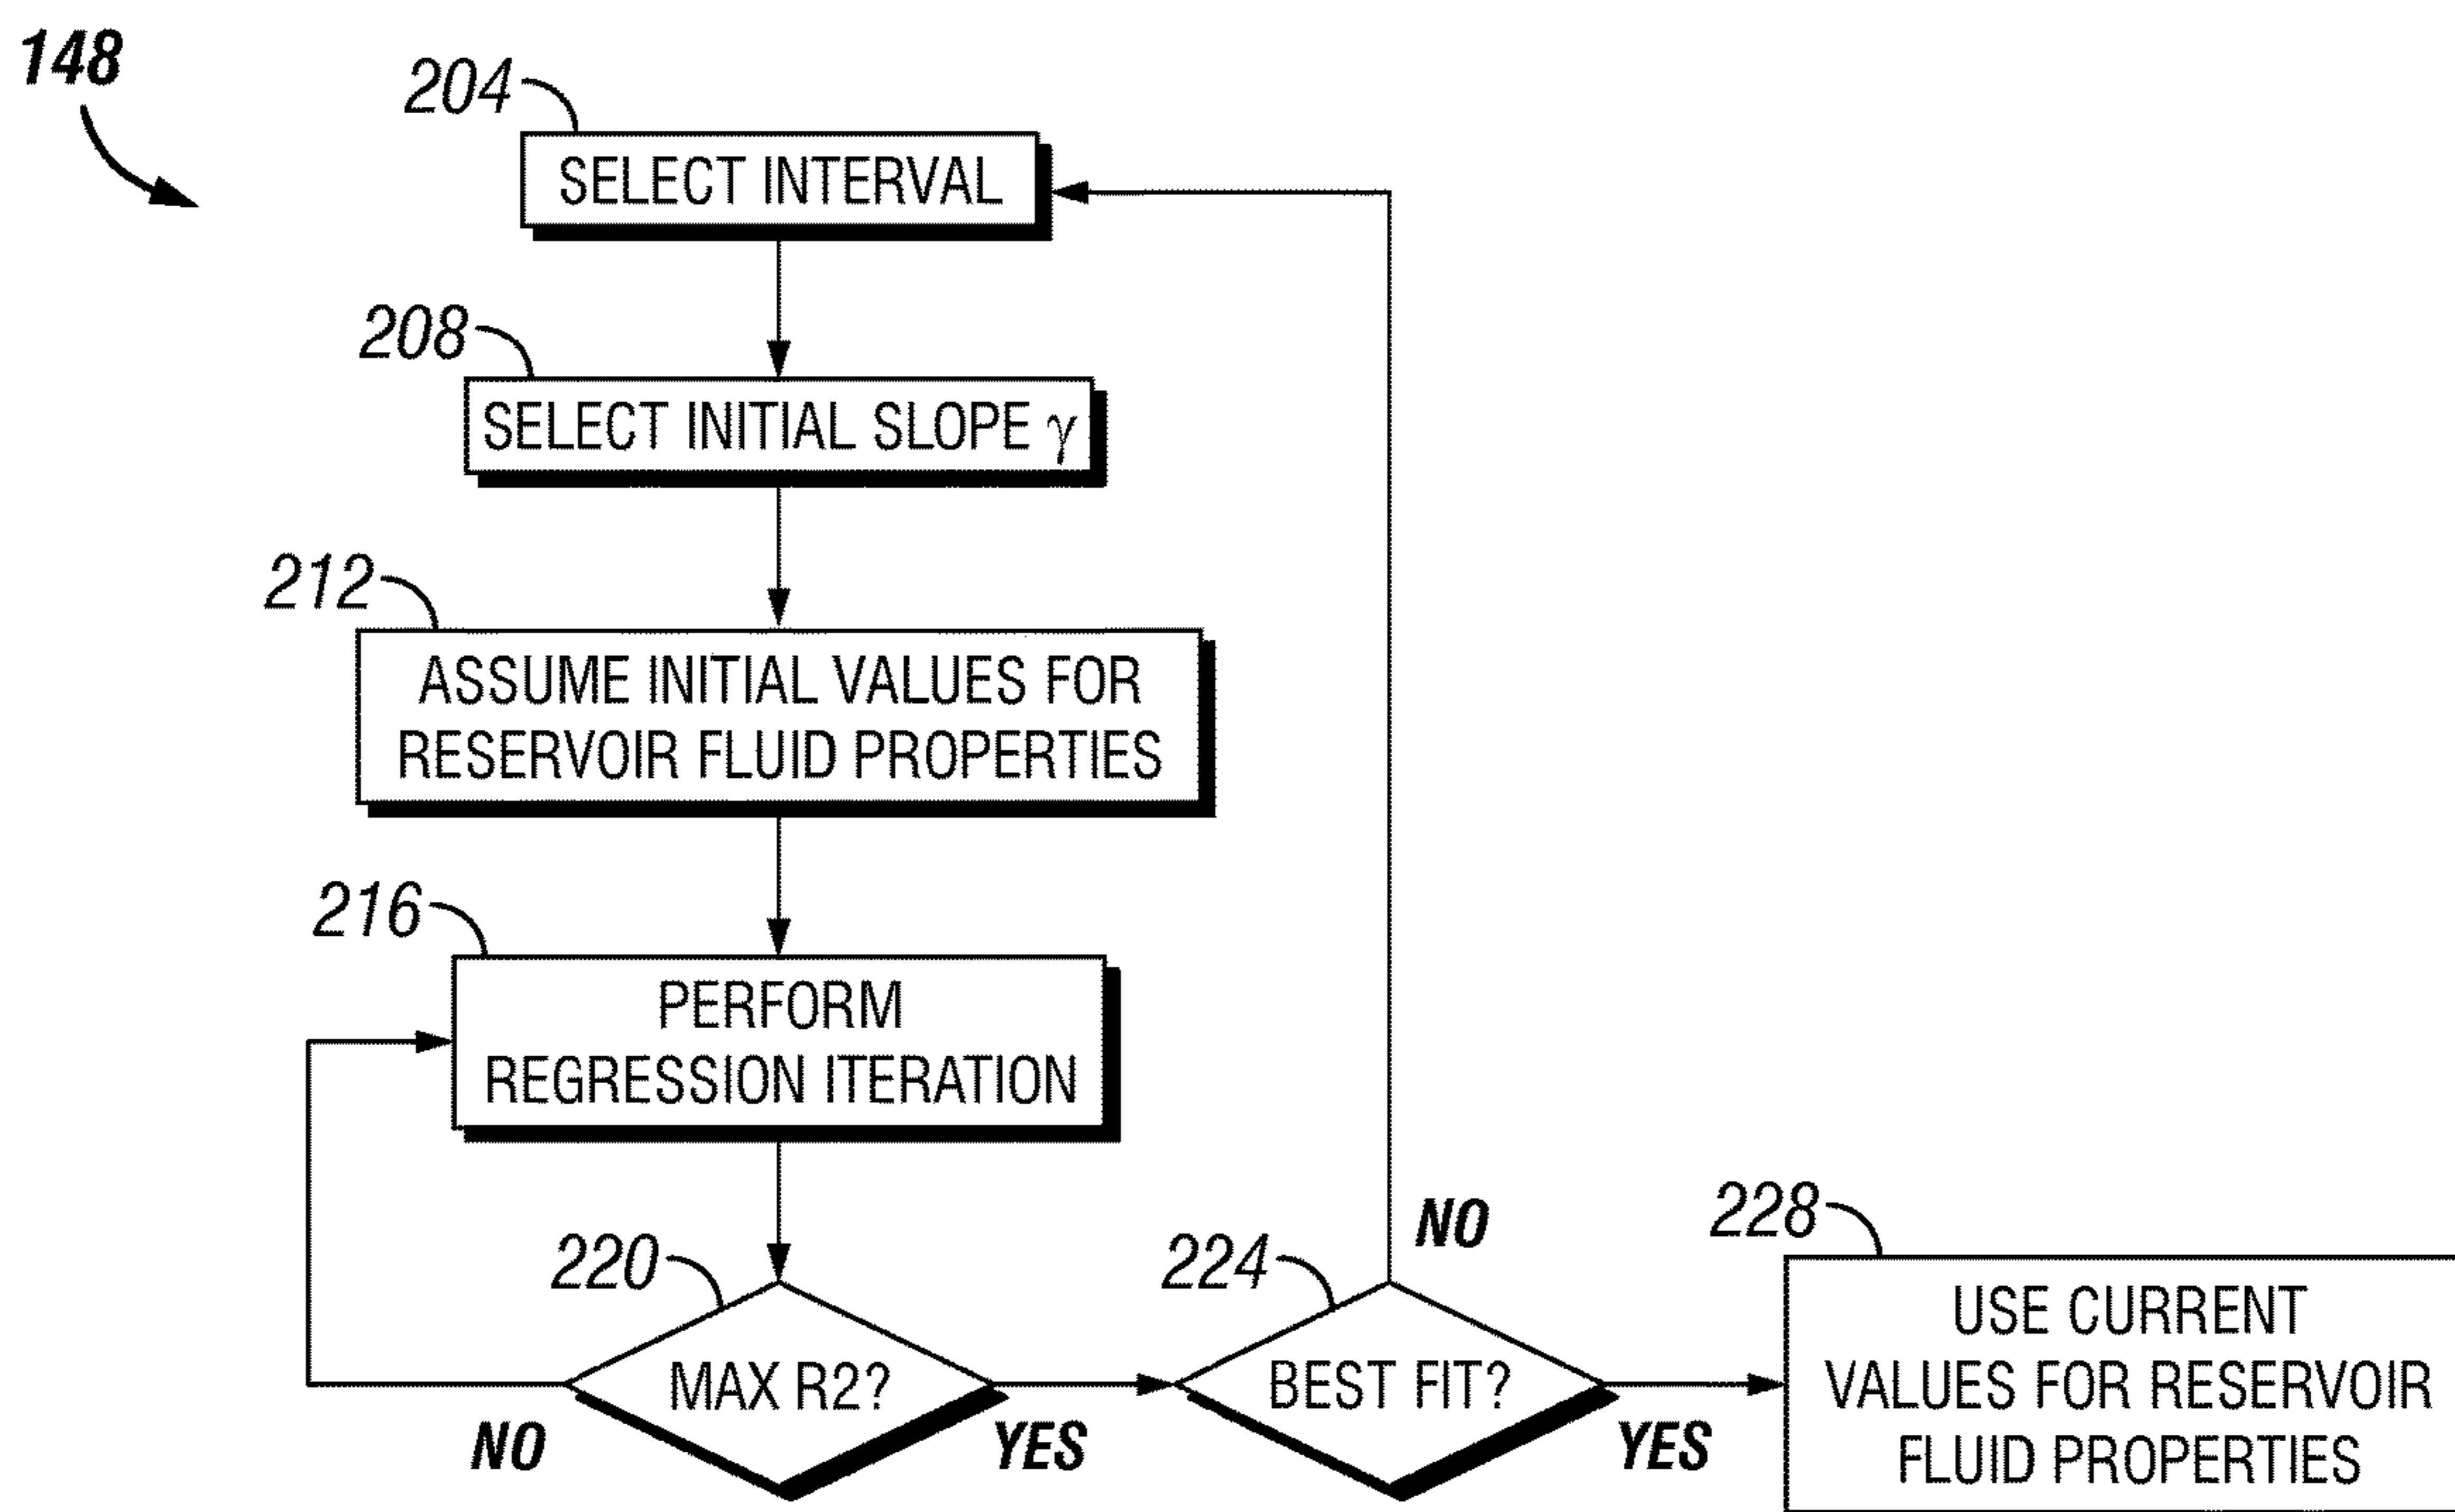 148
204
SELECT INTERVAL
208
SELECT INITIAL SLOPE γ
212
ASSUME INITIAL VALUES FOR
RESERVOIR FLUID PROPERTIES
216
PERFORM
REGRESSION ITERATION
220
MAX R2?
NO
YES
224
BEST FIT?
NO
YES
228
USE CURRENT
VALUES FOR RESERVOIR
FLUID PROPERTIES